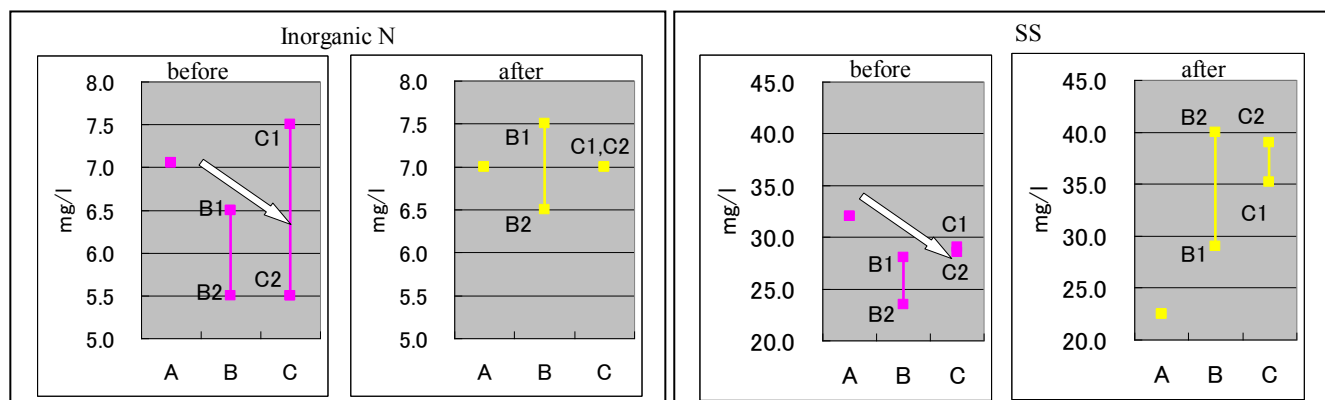 Inorganic N
before
mg/l
8.0
7.5
7.0
6.5
6.0
5.5
5.0
C1
B1
B2
C2
A B C
after
mg/l
8.0
7.5
7.0
6.5
6.0
5.5
5.0
B1
C1,C2
B2
A B C
SS
before
mg/l
45.0
40.0
35.0
30.0
25.0
20.0
C1
B1
C2
B2
A B C
after
mg/l
45.0
40.0
35.0
30.0
25.0
20.0
B2
C2
C1
B1
A B C